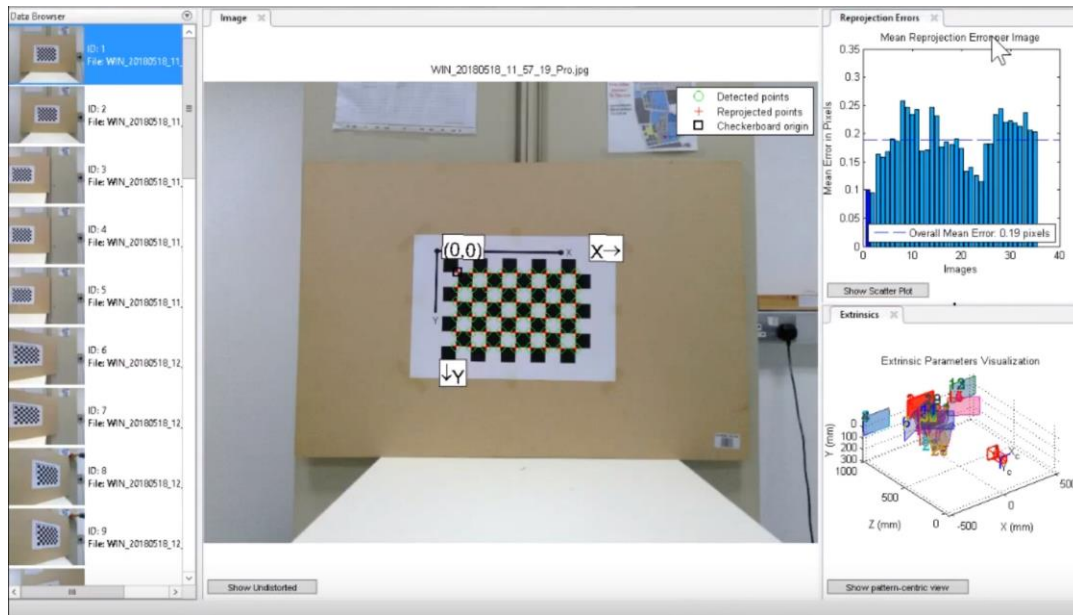 Data Browser
ID: 1
File: WIN_20180518_11_
ID: 2
File: WIN_20180518_11_
ID: 3
File: WIN_20180518_11_
ID: 4
File: WIN_20180518_11_
ID: 5
File: WIN_20180518_11_
ID: 6
File: WIN_20180518_12_
ID: 7
File: WIN_20180518_12_
ID: 8
File: WIN_20180518_12_
ID: 9
File: WIN_20180518_12_
Image
WIN_20180518_11_57_19_Pro.jpg
Detected points
Reprojected points
Checkerboard origin
(0,0)
X
X→
Y
↓Y
Show Undistorted
Reprojection Errors
Mean Reprojection Error per Image
Mean Error in Pixels
0.35
0.3
0.25
0.2
0.15
0.1
0.05
0
Overall Mean Error: 0.19 pixels
0 10 20 30 40
Images
Show Scatter Plot
Extrinsics
Extrinsic Parameters Visualization
Y (mm)
0
100
200
300
1000
500
0
Z (mm)
-500
0
500
X (mm)
Show pattern-centric view